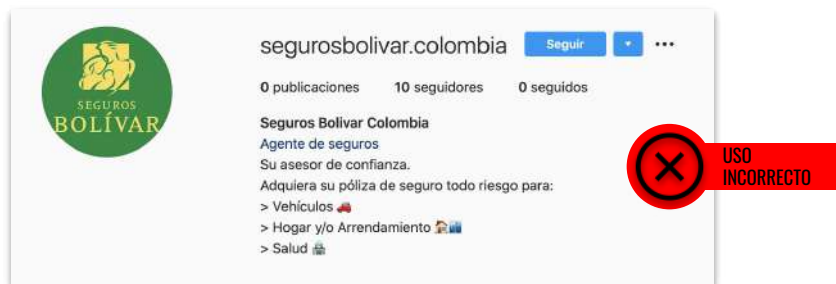 SEGUROS
BOLÍVAR
segurosbolivar.colombia Seguir
0 publicaciones 10 seguidores 0 seguidos
Seguros Bolivar Colombia
Agente de seguros
Su asesor de confianza.
Adquiera su póliza de seguro todo riesgo para:
> Vehículos 🚗
> Hogar y/o Arrendamiento 🏠🏙️
> Salud 🏥
USO
INCORRECTO